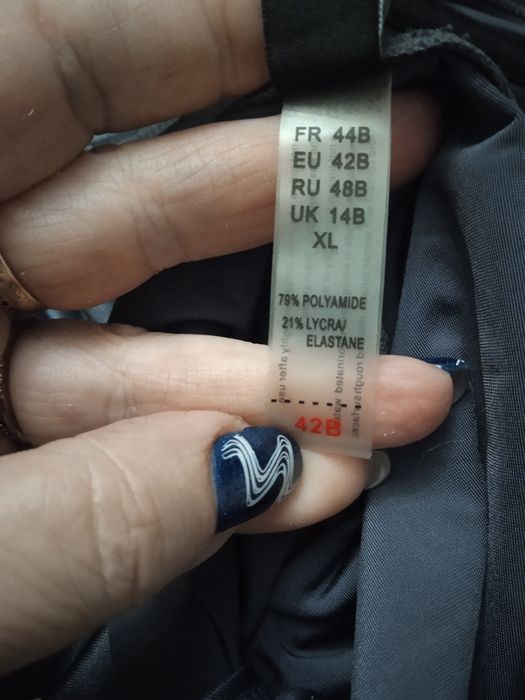 FR 44B
EU 42B
RU 48B
UK 14B
XL
79% POLYAMIDE
21% LYCRA/
ELASTANE
42B